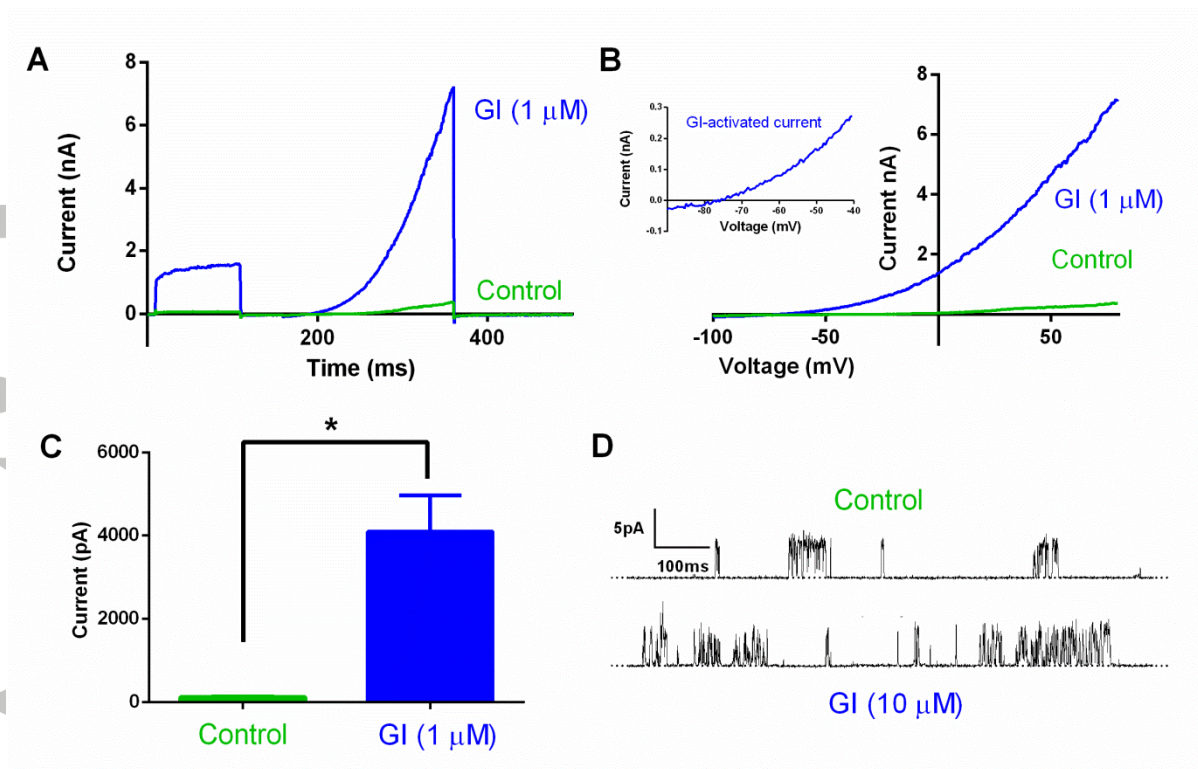 A
8
6
4
2
0
Current (nA)
GI (1 μM)
Control
200
400
Time (ms)
B
0.3
0.2
0.1
0.0
-0.1
Current (nA)
GI-activated current
-80
-70
-60
-50
-40
Voltage (mV)
8
6
4
2
Current nA)
GI (1 μM)
Control
-100
-50
50
Voltage (mV)
C
*
6000
4000
2000
0
Current (pA)
Control
GI (1 μM)
D
Control
5pA
100ms
GI (10 μM)